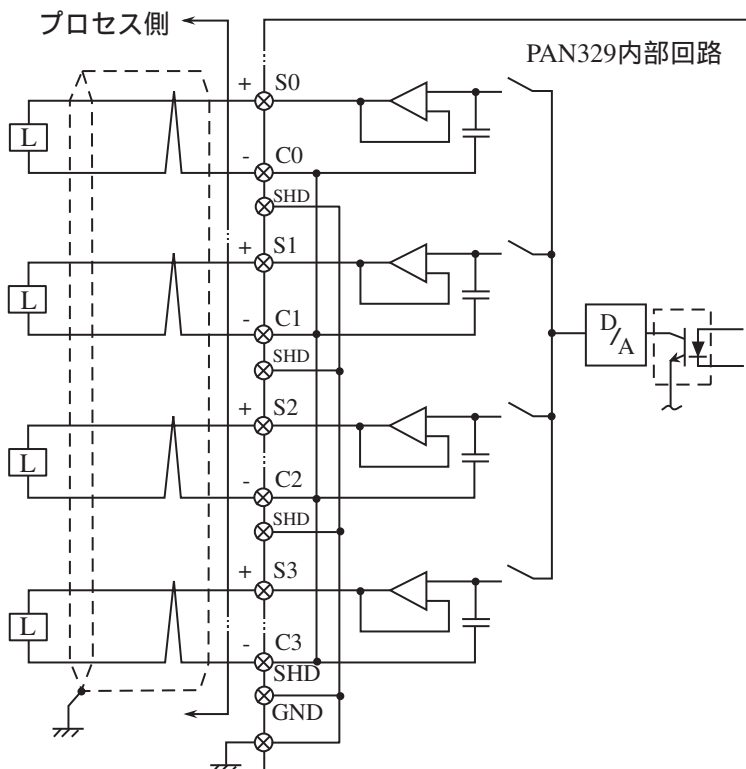 プロセス側
PAN329内部回路
+ S0
L
- C0
SHD
+ S1
L
- C1
SHD
D/A
+ S2
L
- C2
SHD
+ S3
L
- C3
SHD
GND